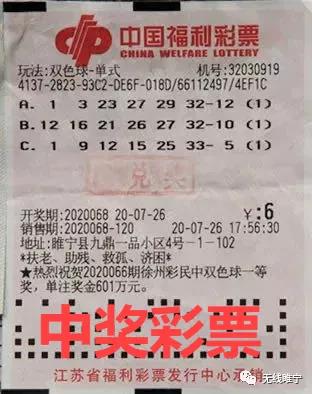 中国福利彩票
CHINA WELFARE LOTTERY
玩法:双色球-单式 机号:32030919
4137-2823-93C2-DE6F-018D/66112497/4EF1C
A. 1 3 23 27 29 32-12 (1)
B. 12 16 21 26 27 32-10 (1)
C. 1 9 12 15 25 33- 5 (1)
兑奖
开奖期:2020068 20-07-26 ¥:6
销售期:2020068-120 20-07-26 17:56:30
地址:睢宁县九鼎一品小区4号-1-102
*扶老、助残、救孤、济困*
★热烈祝贺2020066期徐州彩民中双色球一等
奖,单注奖金601万元。
中奖彩票
江苏省福利彩票发行中心承销
无线睢宁